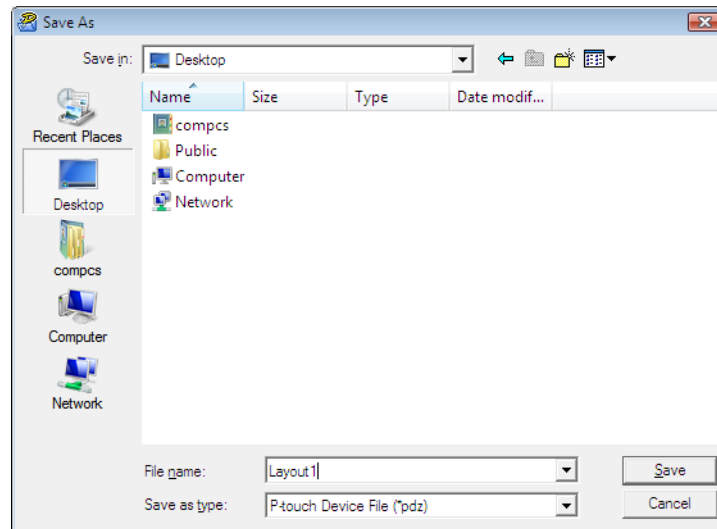 Save As
Save in: Desktop
Name Size Type Date modif...
compcs
Public
Computer
Network
Recent Places
Desktop
compcs
Computer
Network
File name: Layout1 Save
Save as type: P-touch Device File (*pdz) Cancel